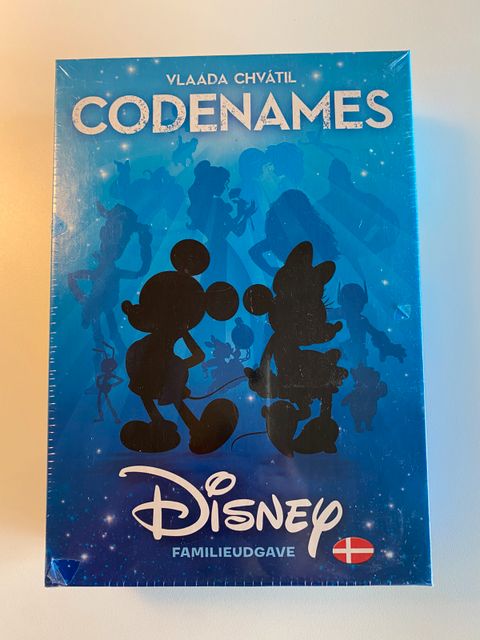 VLAADA CHVÁTIL
CODENAMES
Disney
FAMILIEUDGAVE